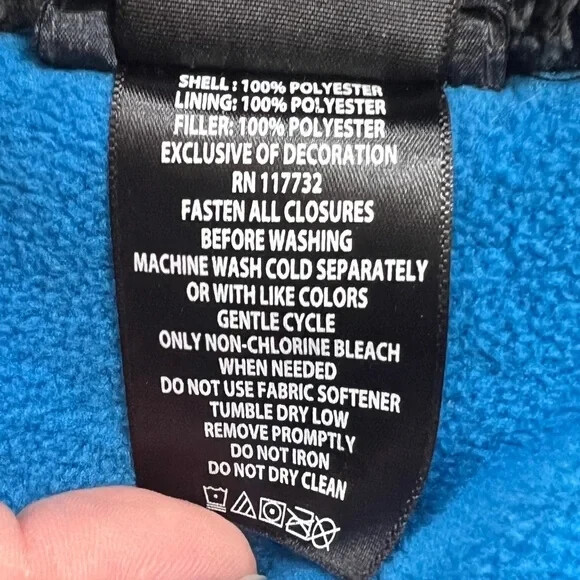 SHELL : 100% POLYESTER
LINING: 100% POLYESTER
FILLER: 100% POLYESTER
EXCLUSIVE OF DECORATION
RN 117732
FASTEN ALL CLOSURES
BEFORE WASHING
MACHINE WASH COLD SEPARATELY
OR WITH LIKE COLORS
GENTLE CYCLE
ONLY NON-CHLORINE BLEACH
WHEN NEEDED
DO NOT USE FABRIC SOFTENER
TUMBLE DRY LOW
REMOVE PROMPTLY
DO NOT IRON
DO NOT DRY CLEAN